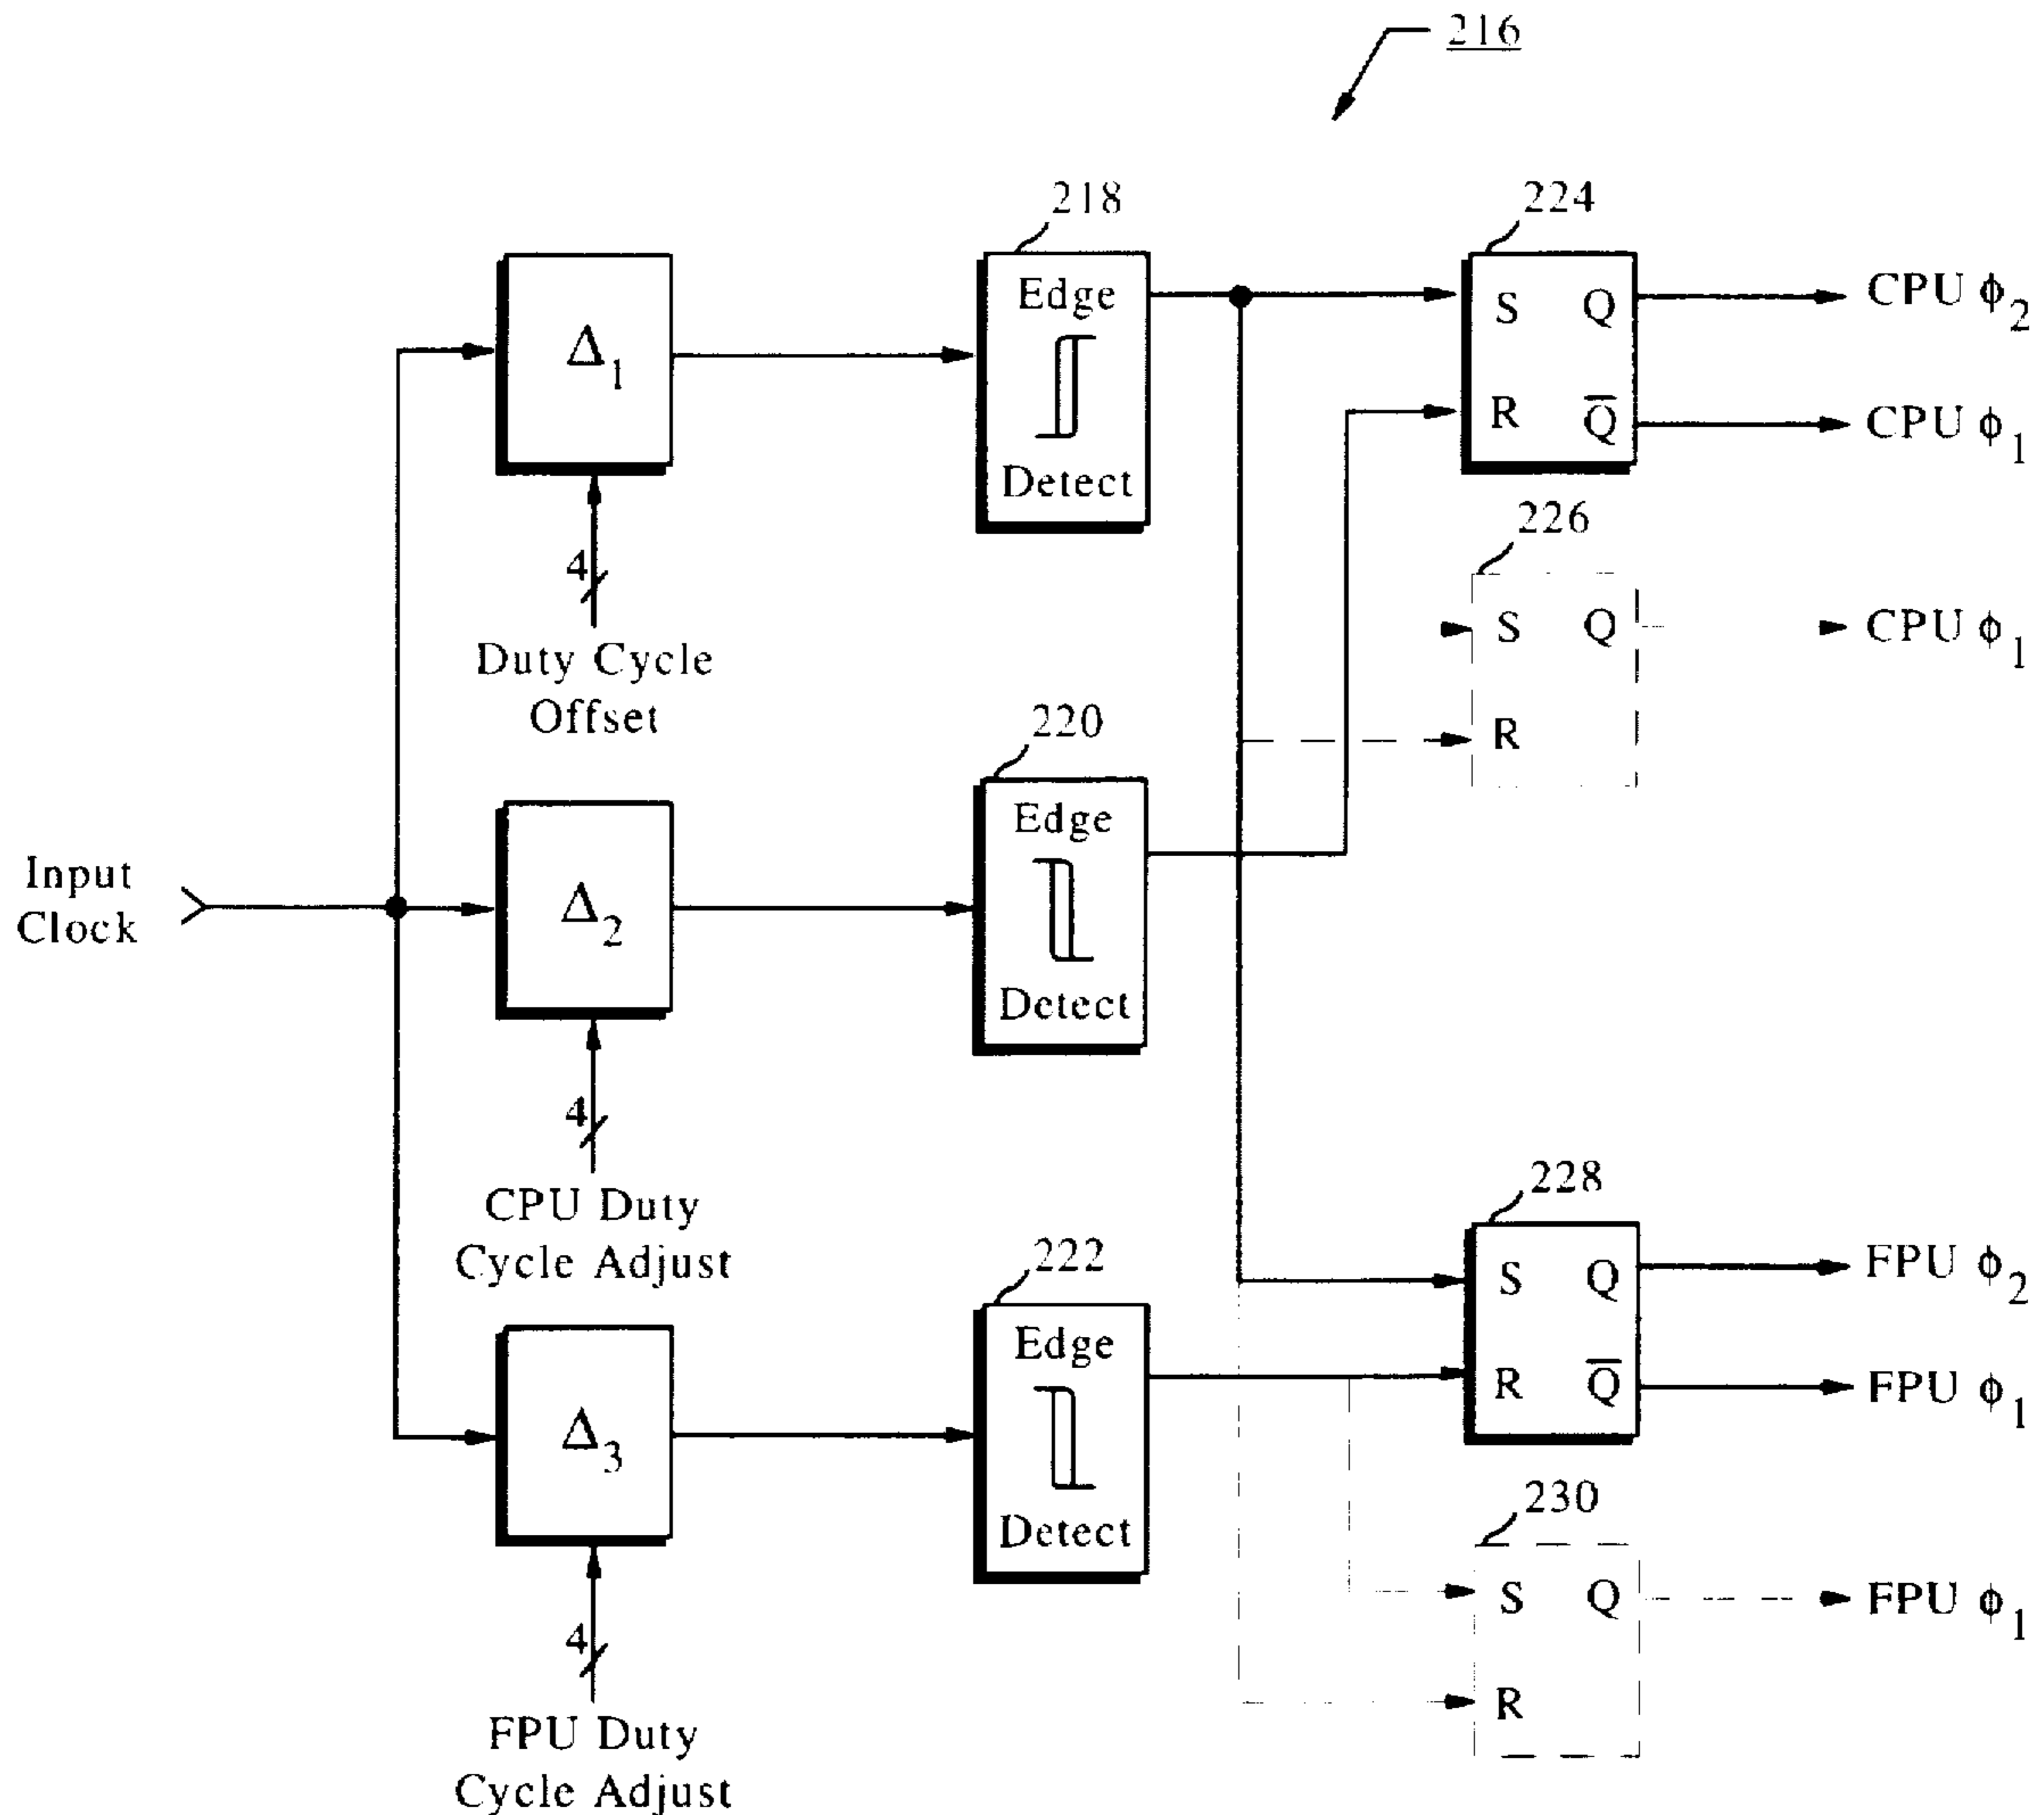 216
218
224
Edge
Detect
S Q
R Q̅
CPU ϕ2
CPU ϕ1
Δ1
4
Duty Cycle
Offset
226
S Q
R
CPU ϕ1
220
Edge
Detect
Input
Clock
Δ2
4
CPU Duty
Cycle Adjust
228
S Q
R Q̅
FPU ϕ2
FPU ϕ1
222
Edge
Detect
Δ3
4
FPU Duty
Cycle Adjust
230
S Q
R
FPU ϕ1